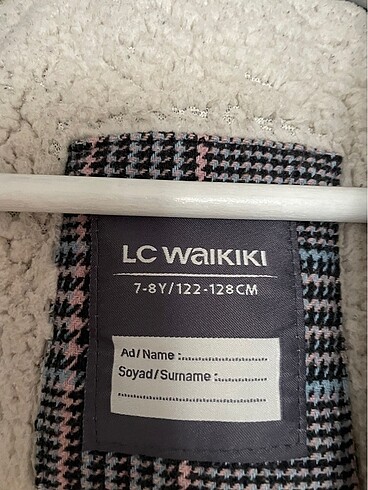 LC WAIKIKI
7-8Y/122-128CM
Ad/Name :
Soyad/Surname :